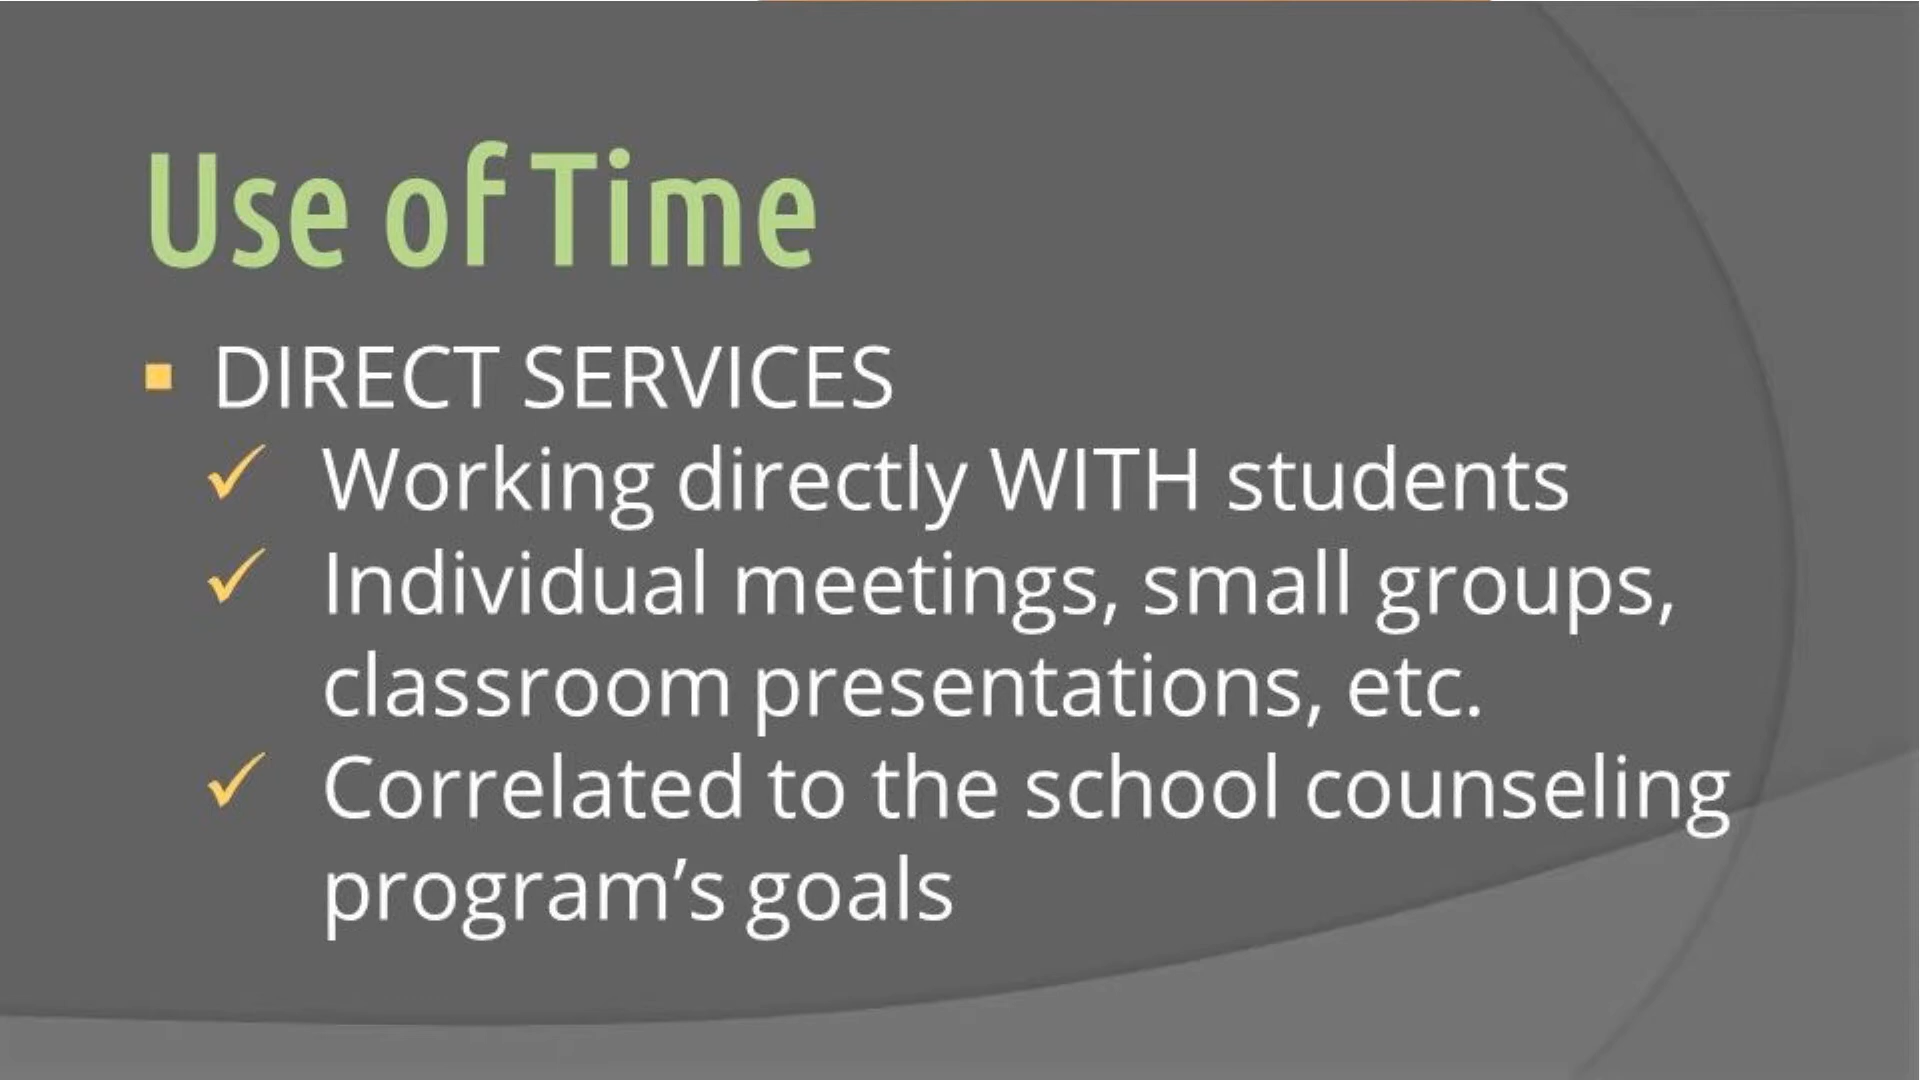 Use of Time
DIRECT SERVICES
Working directly WITH students
Individual meetings, small groups,
classroom presentations, etc.
Correlated to the school counseling
program’s goals